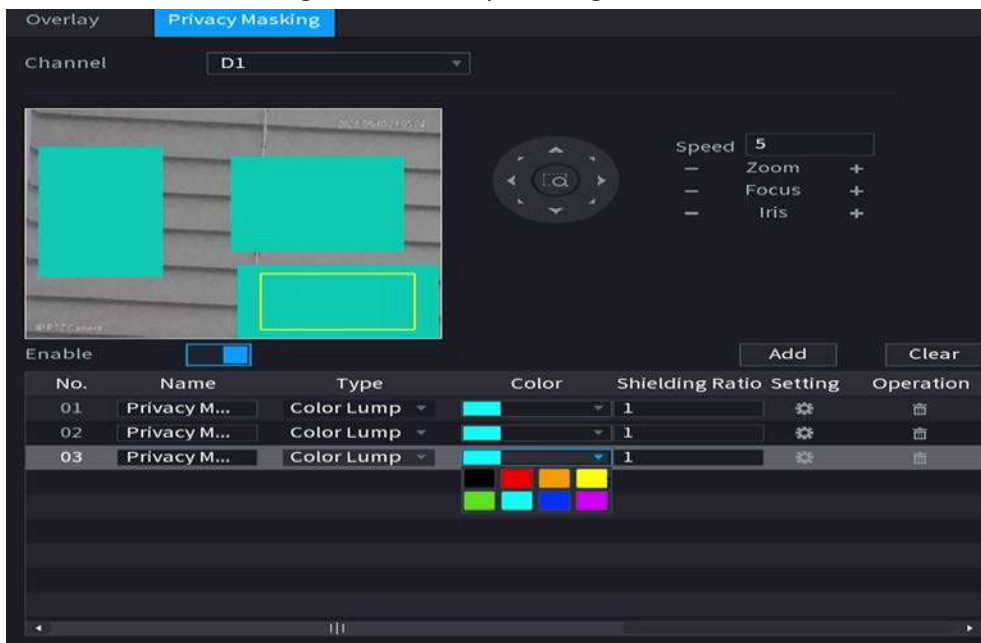 Overlay Privacy Masking
Channel D1
Speed 5
Zoom
Focus
Iris
Enable Add Clear
No. Name Type Color Shielding Ratio Setting Operation
01 Privacy M... Color Lump 1
02 Privacy M... Color Lump 1
03 Privacy M... Color Lump 1